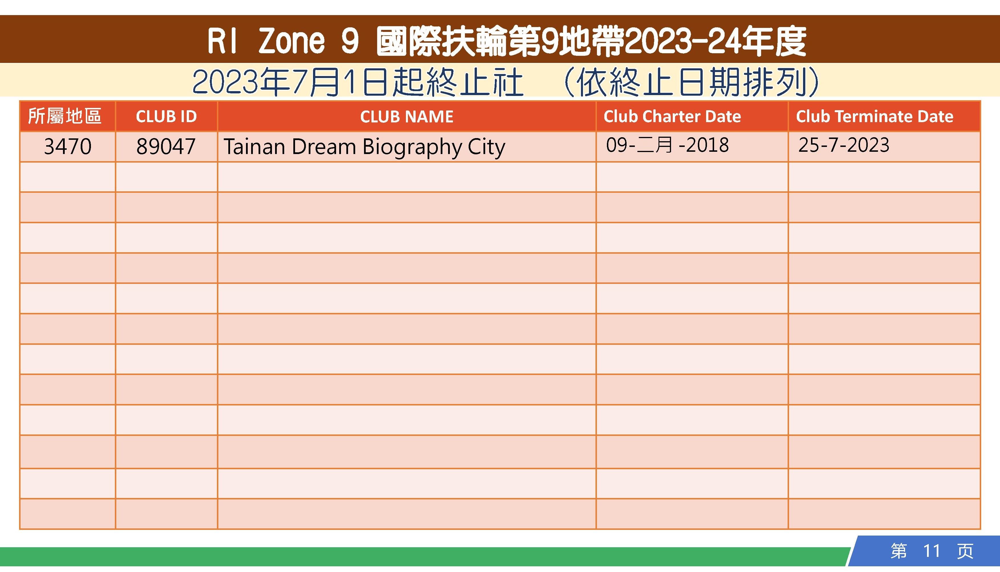 RI Zone 9 國際扶輪第9地帶2023-24年度
2023年7月1日起終止社 （依終止日期排列）
所屬地區 CLUB ID CLUB NAME Club Charter Date Club Terminate Date
3470 89047 Tainan Dream Biography City 09-二月 -2018 25-7-2023
第 11 页